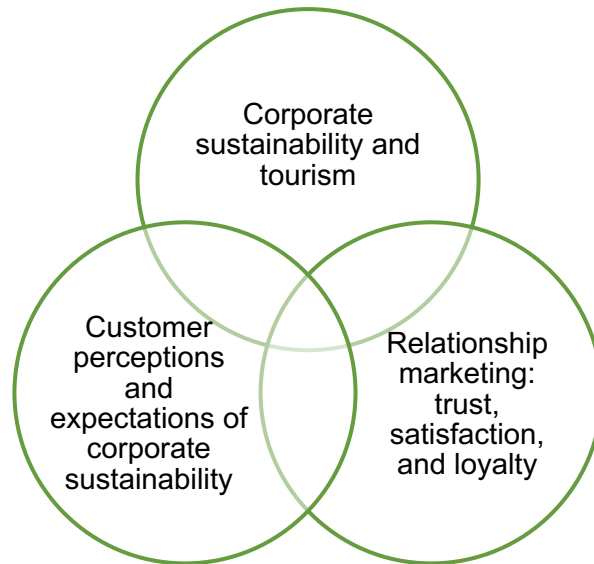 Corporate
sustainability and
tourism
Customer
perceptions
and
expectations of
corporate
sustainability
Relationship
marketing:
trust,
satisfaction,
and loyalty